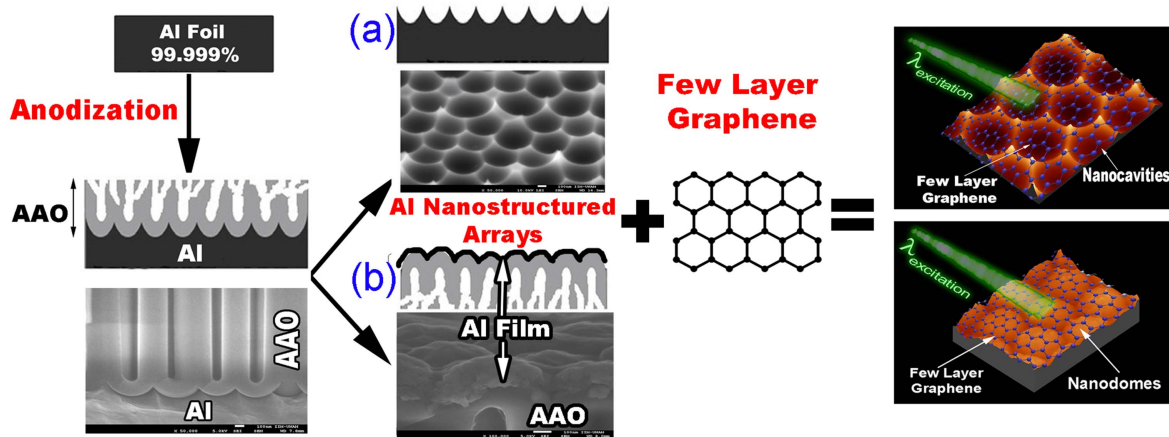 Al Foil
99.999%
Anodization
AAO
Al
AAO
Al
(a)
Al Nanostructured
Arrays
(b)
Al Film
AAO
+
Few Layer
Graphene
=
λexcitation
Few Layer
Graphene
Nanocavities
λexcitation
Few Layer
Graphene
Nanodomes